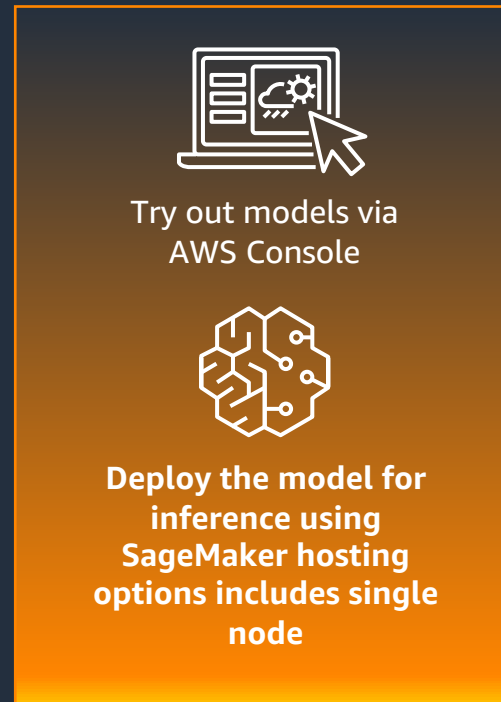 Try out models via
AWS Console
Deploy the model for
inference using
SageMaker hosting
options includes single
node